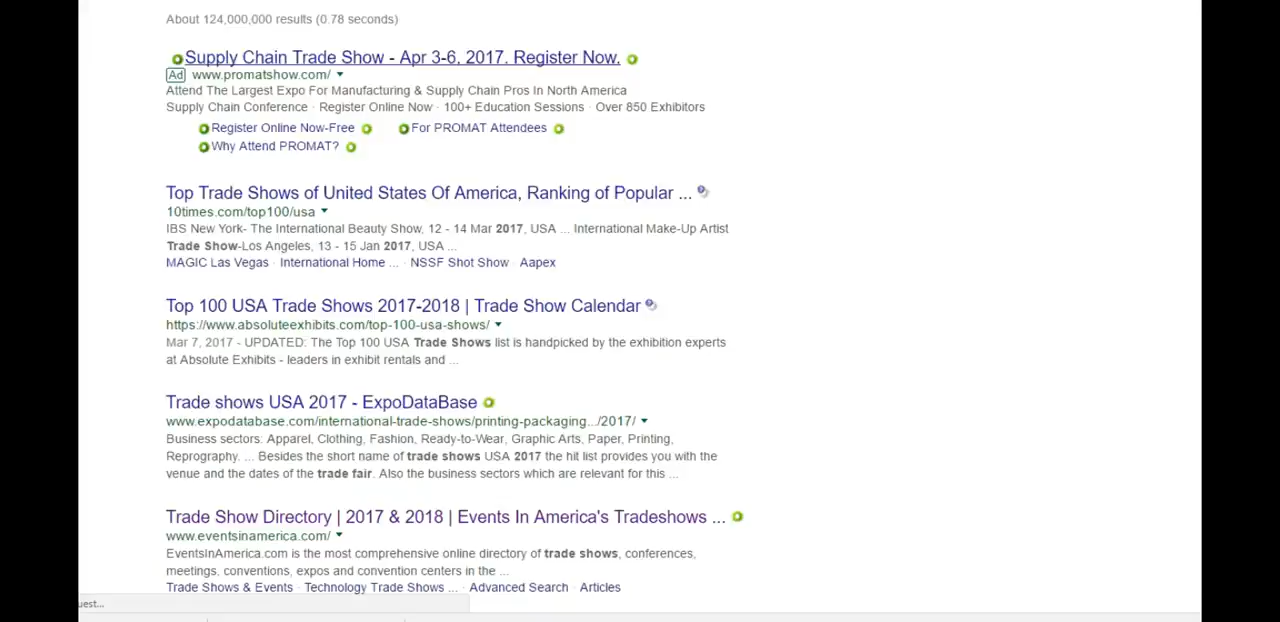 About 124,000,000 results (0.78 seconds)
Supply Chain Trade Show - Apr 3-6, 2017. Register Now.
Ad www.promatshow.com/
Attend The Largest Expo For Manufacturing & Supply Chain Pros In North America
Supply Chain Conference · Register Online Now · 100+ Education Sessions · Over 850 Exhibitors
Register Online Now-Free For PROMAT Attendees
Why Attend PROMAT?
Top Trade Shows of United States Of America, Ranking of Popular ...
10times.com/top100/usa
IBS New York- The International Beauty Show, 12 - 14 Mar 2017, USA ... International Make-Up Artist
Trade Show-Los Angeles, 13 - 15 Jan 2017, USA ...
MAGIC Las Vegas · International Home ... · NSSF Shot Show · Aapex
Top 100 USA Trade Shows 2017-2018 | Trade Show Calendar
https://www.absoluteexhibits.com/top-100-usa-shows/
Mar 7, 2017 - UPDATED: The Top 100 USA Trade Shows list is handpicked by the exhibition experts
at Absolute Exhibits - leaders in exhibit rentals and ...
Trade shows USA 2017 - ExpoDataBase
www.expodatabase.com/international-trade-shows/printing-packaging.../2017/
Business sectors: Apparel, Clothing, Fashion, Ready-to-Wear, Graphic Arts, Paper, Printing,
Reprography. ... Besides the short name of trade shows USA 2017 the hit list provides you with the
venue and the dates of the trade fair. Also the business sectors which are relevant for this ...
Trade Show Directory | 2017 & 2018 | Events In America's Tradeshows ...
www.eventsinamerica.com/
EventsInAmerica.com is the most comprehensive online directory of trade shows, conferences,
meetings, conventions, expos and convention centers in the ...
Trade Shows & Events · Technology Trade Shows ... · Advanced Search · Articles
uest...